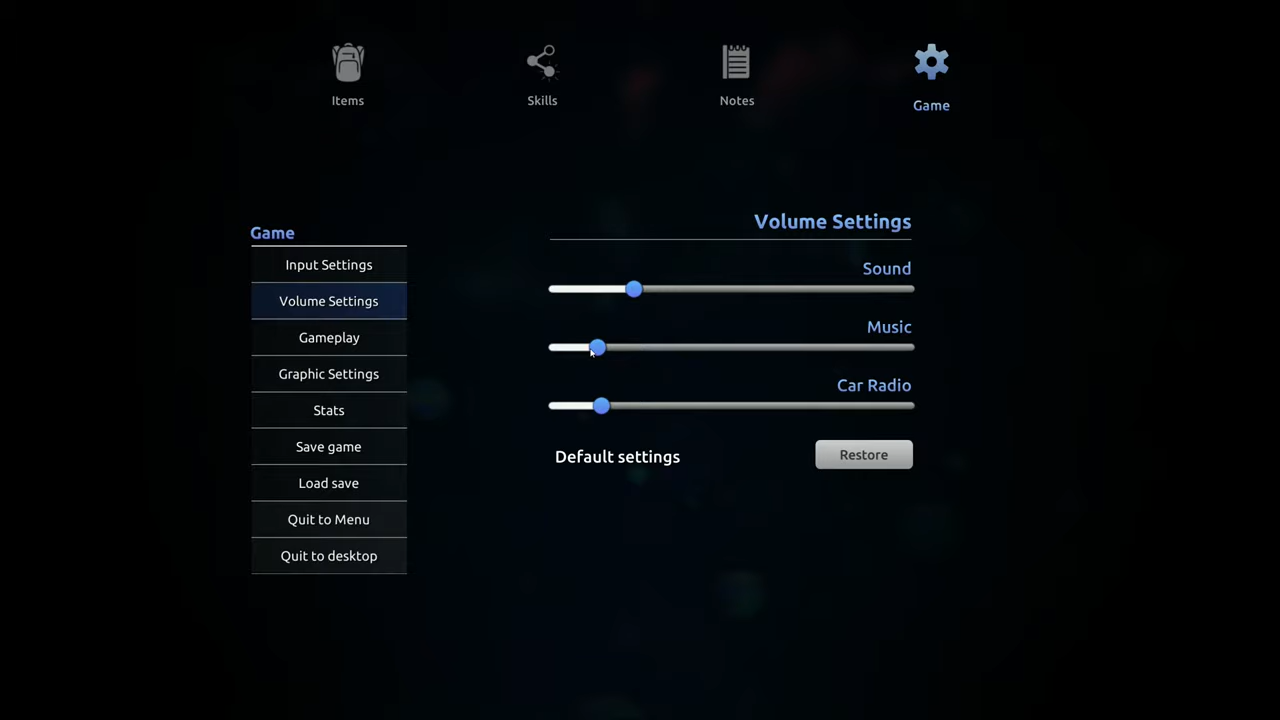 Items
Skills
Notes
Game
Game
Input Settings
Volume Settings
Gameplay
Graphic Settings
Stats
Save game
Load save
Quit to Menu
Quit to desktop
Volume Settings
Sound
Music
Car Radio
Default settings
Restore